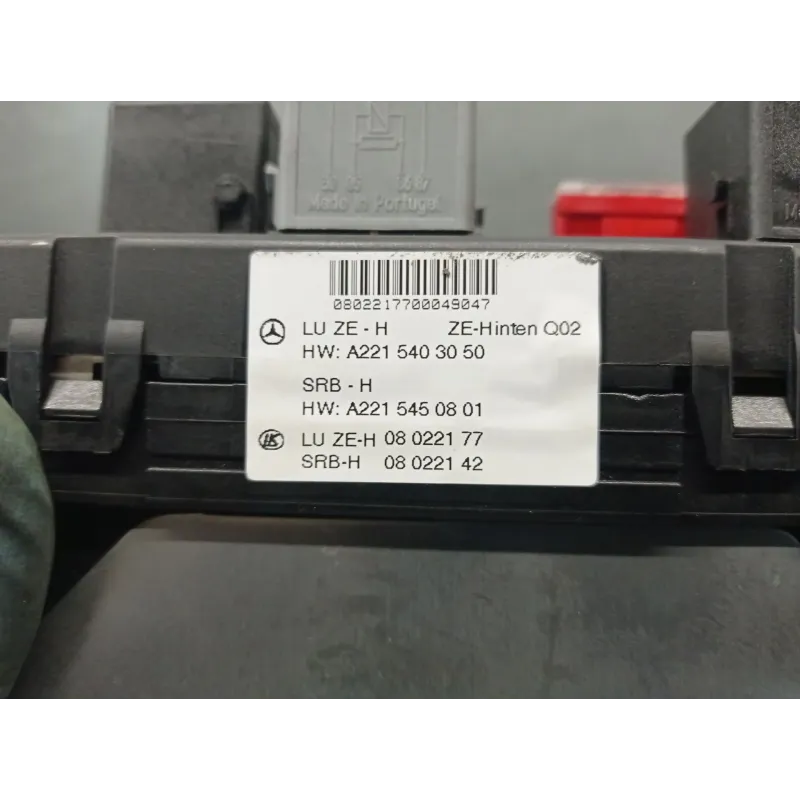 Made in Portugal
0802217700049047
LU ZE - H ZE-Hinten Q02
HW: A221 540 30 50
SRB - H
HW: A221 545 08 01
LU ZE-H 08 0221 77
SRB-H 08 0221 42